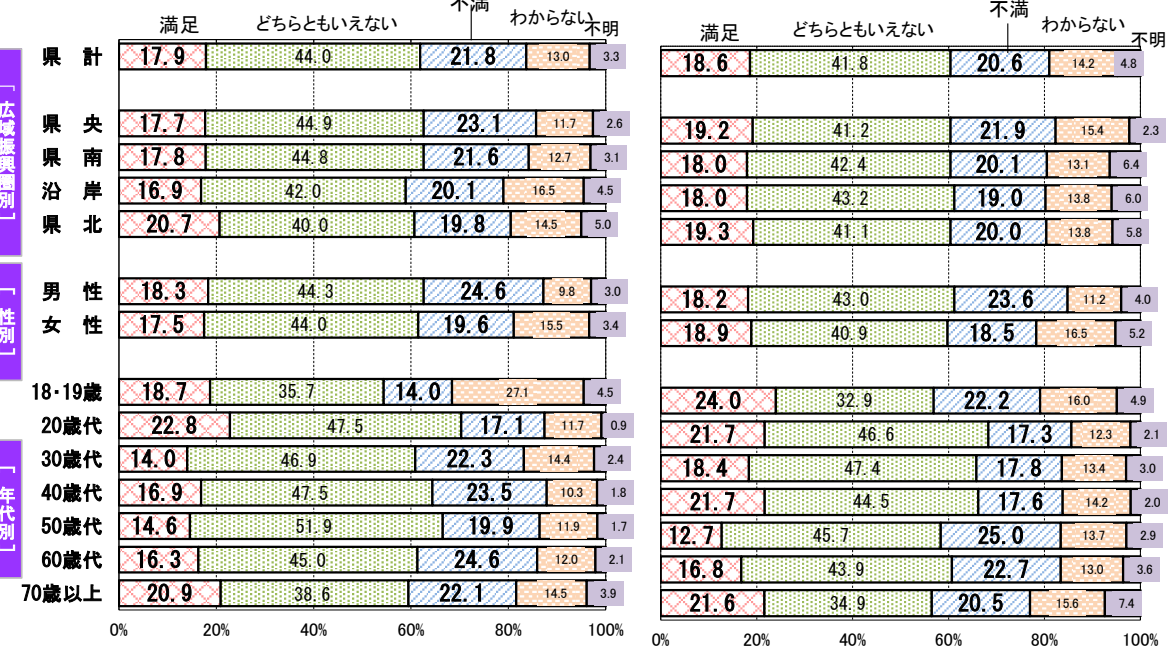 満足 どちらともいえない 不満 わからない 不明
満足 どちらともいえない 不満 わからない 不明
県 計 17.9 44.0 21.8 13.0 3.3 18.6 41.8 20.6 14.2 4.8
［広域振興圏別］
県 央 17.7 44.9 23.1 11.7 2.6 19.2 41.2 21.9 15.4 2.3
県 南 17.8 44.8 21.6 12.7 3.1 18.0 42.4 20.1 13.1 6.4
沿 岸 16.9 42.0 20.1 16.5 4.5 18.0 43.2 19.0 13.8 6.0
県 北 20.7 40.0 19.8 14.5 5.0 19.3 41.1 20.0 13.8 5.8
［性別］
男 性 18.3 44.3 24.6 9.8 3.0 18.2 43.0 23.6 11.2 4.0
女 性 17.5 44.0 19.6 15.5 3.4 18.9 40.9 18.5 16.5 5.2
［年代別］
18･19歳 18.7 35.7 14.0 27.1 4.5 24.0 32.9 22.2 16.0 4.9
20歳代 22.8 47.5 17.1 11.7 0.9 21.7 46.6 17.3 12.3 2.1
30歳代 14.0 46.9 22.3 14.4 2.4 18.4 47.4 17.8 13.4 3.0
40歳代 16.9 47.5 23.5 10.3 1.8 21.7 44.5 17.6 14.2 2.0
50歳代 14.6 51.9 19.9 11.9 1.7 12.7 45.7 25.0 13.7 2.9
60歳代 16.3 45.0 24.6 12.0 2.1 16.8 43.9 22.7 13.0 3.6
70歳以上 20.9 38.6 22.1 14.5 3.9 21.6 34.9 20.5 15.6 7.4
0% 20% 40% 60% 80% 100%
0% 20% 40% 60% 80% 100%